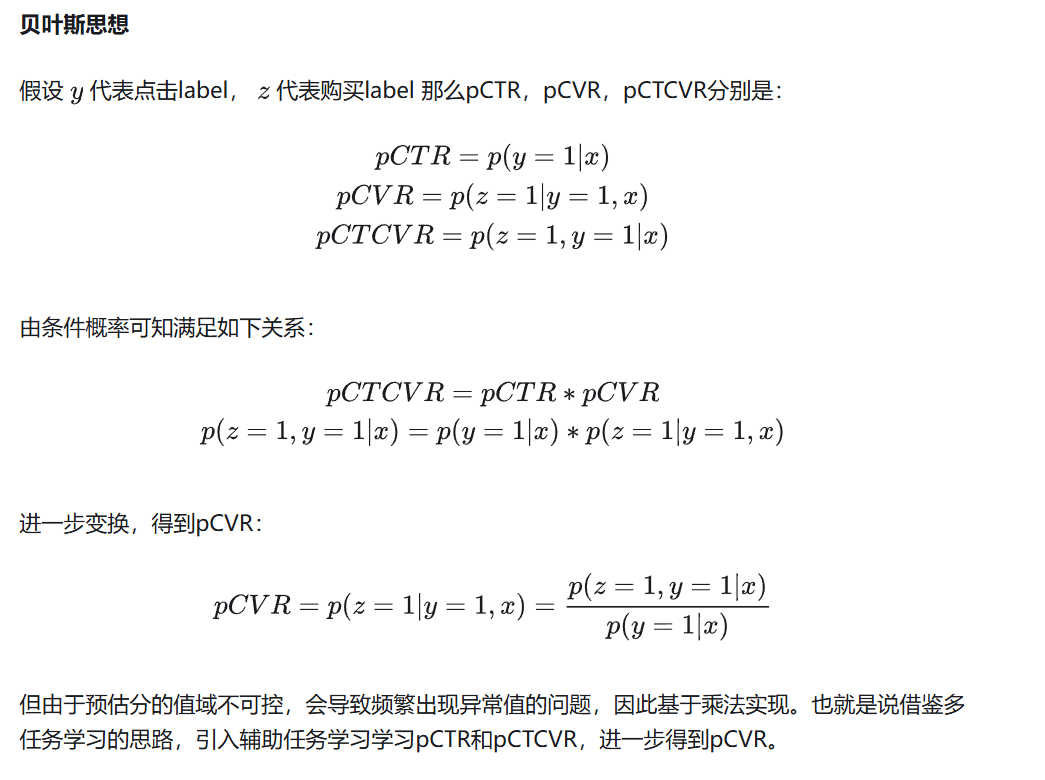 贝叶斯思想
假设 y 代表点击label， z 代表购买label 那么pCTR，pCVR，pCTCVR分别是：
pCTR = p(y = 1|x)
pCVR = p(z = 1|y = 1, x)
pCTCVR = p(z = 1, y = 1|x)
由条件概率可知满足如下关系：
pCTCVR = pCTR ∗ pCVR
p(z = 1, y = 1|x) = p(y = 1|x) ∗ p(z = 1|y = 1, x)
进一步变换，得到pCVR：
pCVR = p(z = 1|y = 1, x) = \frac{p(z = 1, y = 1|x)}{p(y = 1|x)}
但由于预估分的值域不可控，会导致频繁出现异常值的问题，因此基于乘法实现。也就是说借鉴多
任务学习的思路，引入辅助任务学习学习pCTR和pCTCVR，进一步得到pCVR。